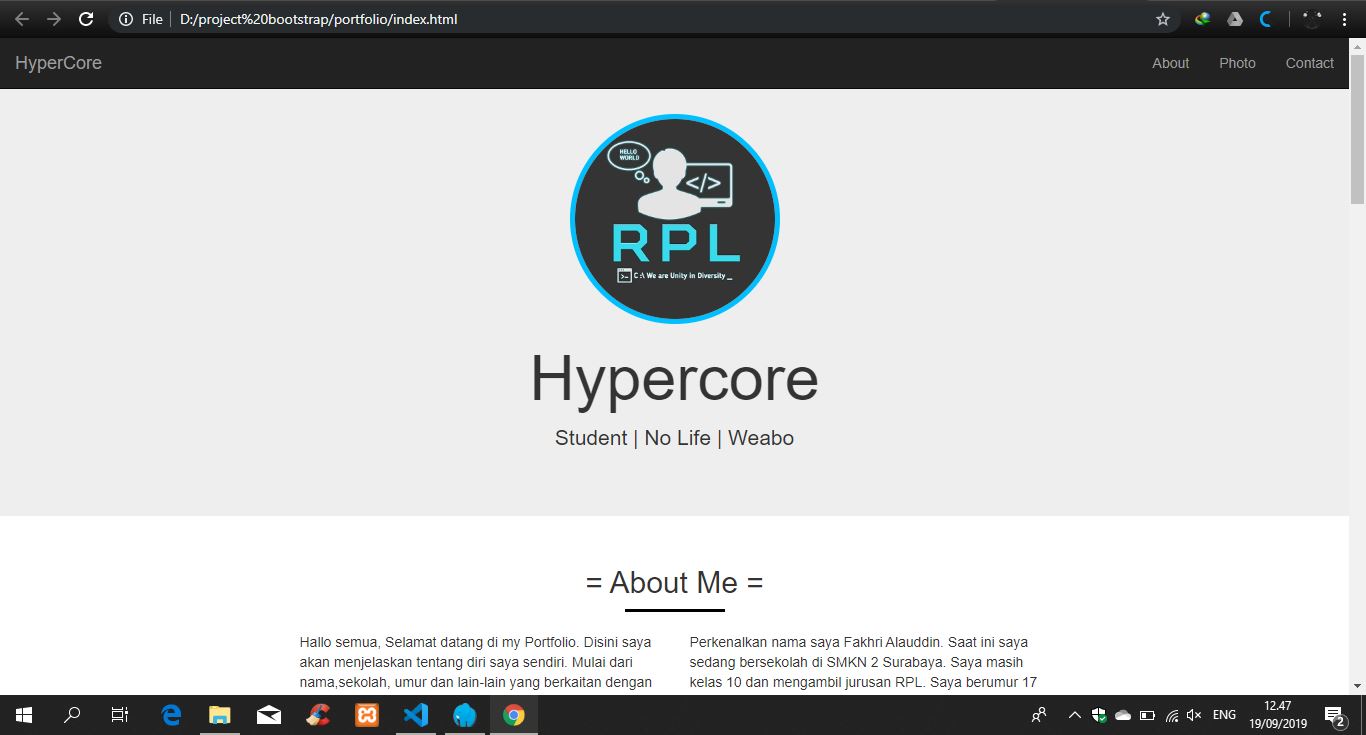 File D:/project%20bootstrap/portfolio/index.html
HyperCore About Photo Contact
HELLO
WORLD
</>
RPL
C:\ We are Unity in Diversity _
Hypercore
Student | No Life | Weabo
= About Me =
Hallo semua, Selamat datang di my Portfolio. Disini saya
akan menjelaskan tentang diri saya sendiri. Mulai dari
nama,sekolah, umur dan lain-lain yang berkaitan dengan
Perkenalkan nama saya Fakhri Alauddin. Saat ini saya
sedang bersekolah di SMKN 2 Surabaya. Saya masih
kelas 10 dan mengambil jurusan RPL. Saya berumur 17
ENG
12.47
19/09/2019
2